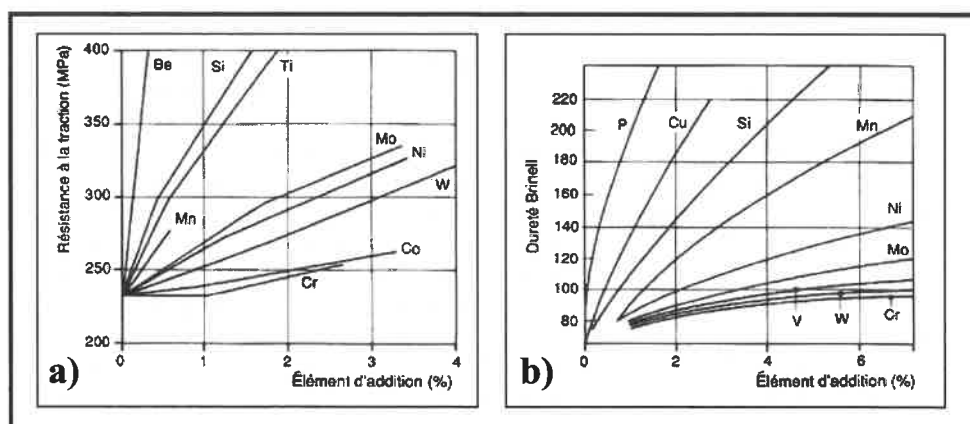 Résistance à la traction (MPa)
400
350
300
250
200
0
1
2
3
4
Be
Si
Ti
Mo
Ni
W
Mn
Co
Cr
a)
Élément d'addition (%)
Dureté Brinell
220
200
180
160
140
120
100
80
0
2
4
6
P
Cu
Si
Mn
Ni
Mo
V
W
Cr
b)
Élément d'addition (%)